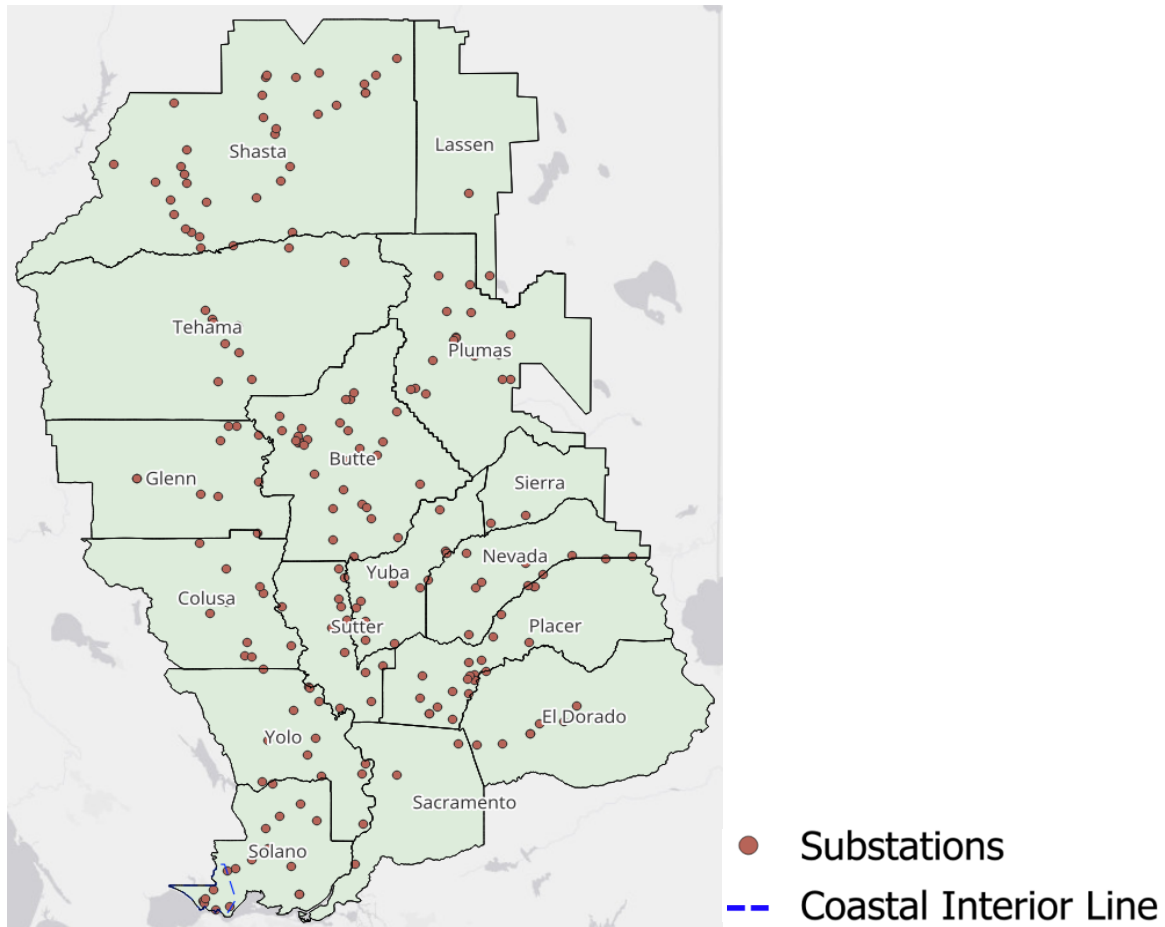 Lassen
Shasta
Tehama
Plumas
Butte
Glenn
Sierra
Nevada
Yuba
Colusa
Sutter
Placer
El Dorado
Yolo
Sacramento
Solano
Substations
Coastal Interior Line